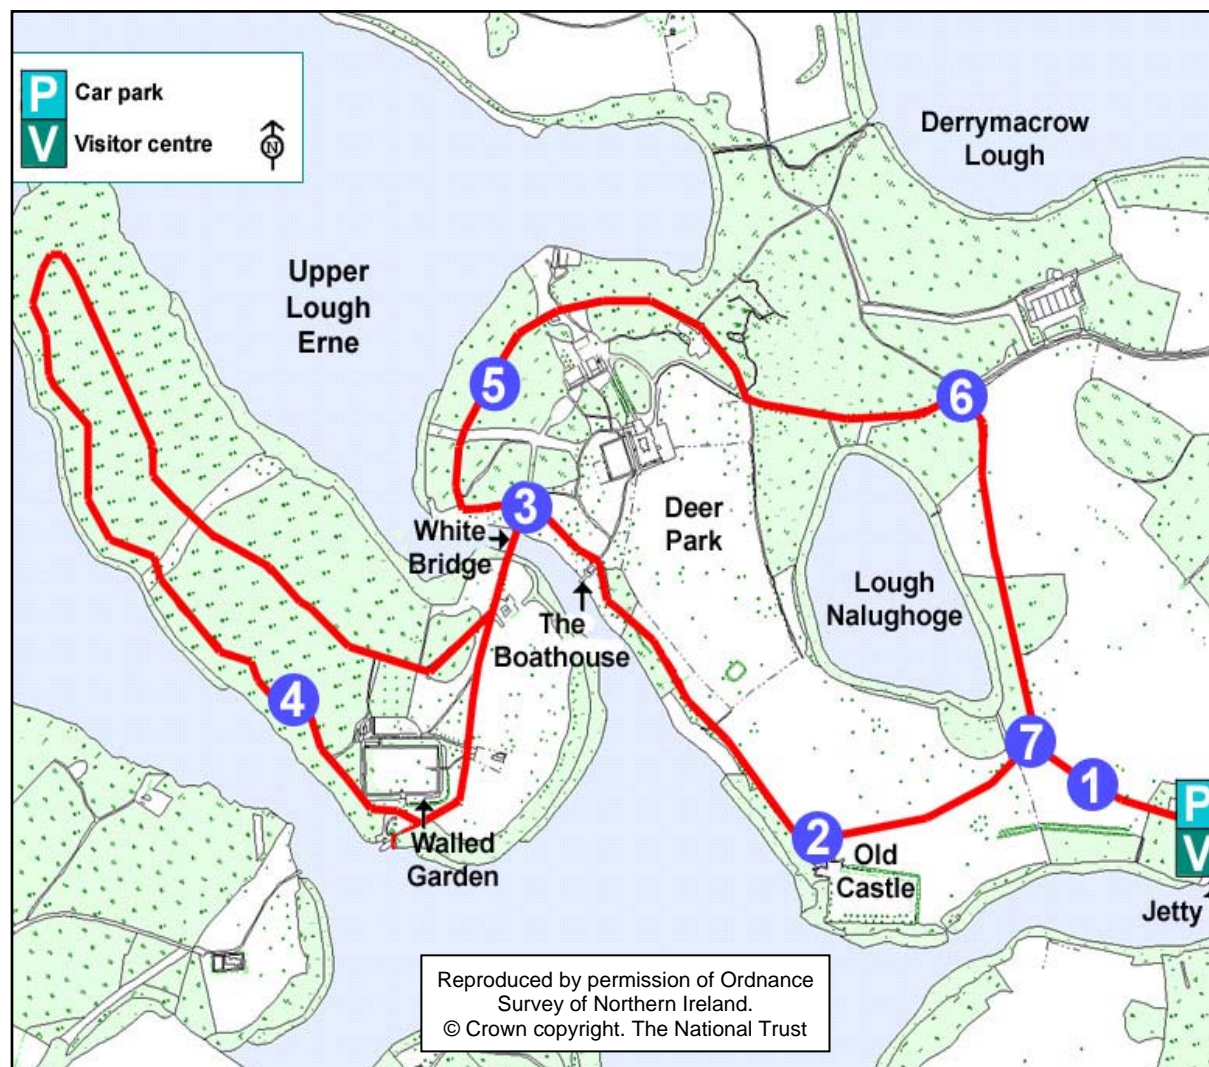 P Car park
V Visitor centre
N
Derrymacrow
Lough
Upper
Lough
Erne
5
6
3
Deer
Park
White
Bridge
Lough
Nalughoge
The
Boathouse
4
7
1
P
2
V
Old
Castle
Walled
Garden
Jetty
Reproduced by permission of Ordnance
Survey of Northern Ireland.
© Crown copyright. The National Trust